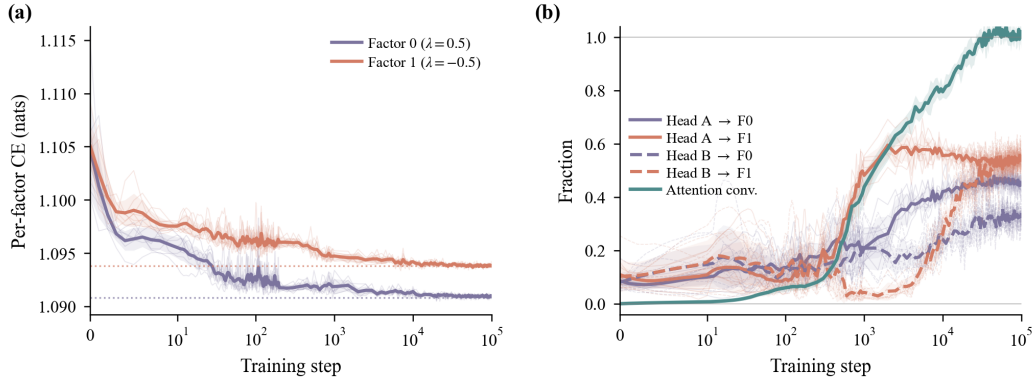 (a)
1.115
1.110
1.105
1.100
1.095
1.090
Per-factor CE (nats)
Factor 0 (λ=0.5)
Factor 1 (λ=−0.5)
0
10¹
10²
10³
10⁴
10⁵
Training step
(b)
1.0
0.8
0.6
0.4
0.2
0.0
Fraction
Head A → F0
Head A → F1
Head B → F0
Head B → F1
Attention conv.
0
10¹
10²
10³
10⁴
10⁵
Training step